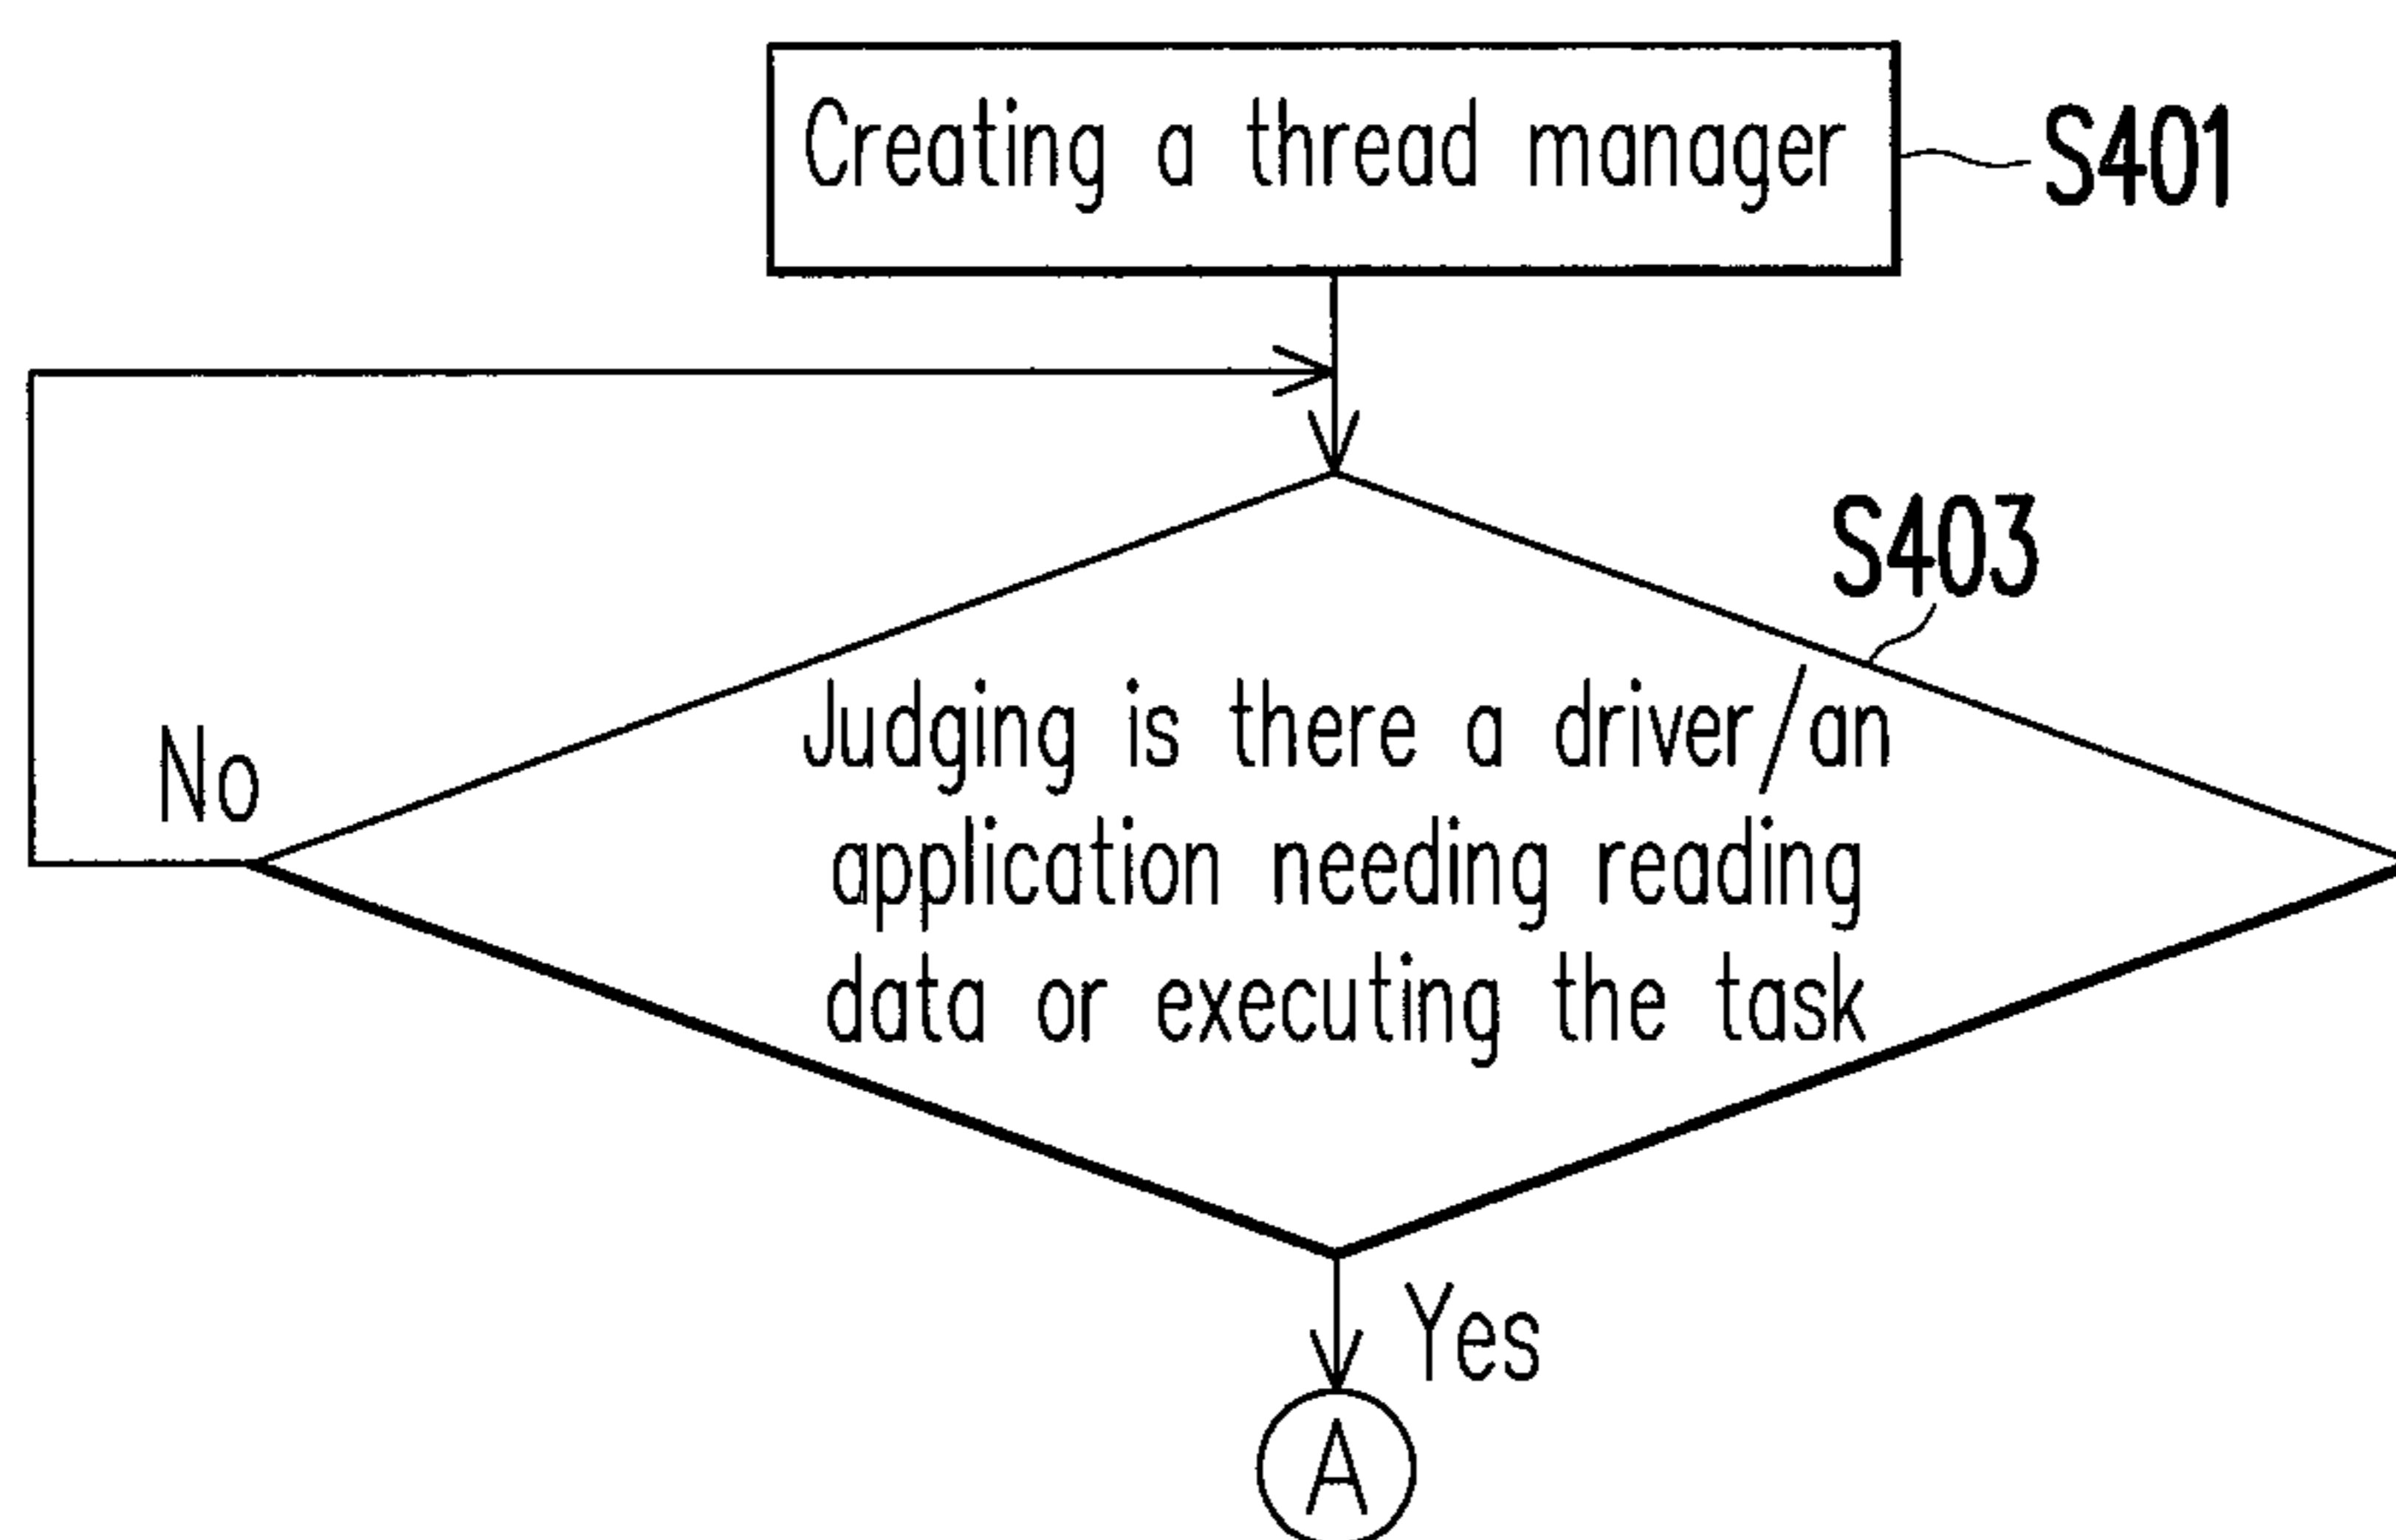 Creating a thread manager
S401
S403
Judging is there a driver/an
application needing reading
data or executing the task
No
Yes
A